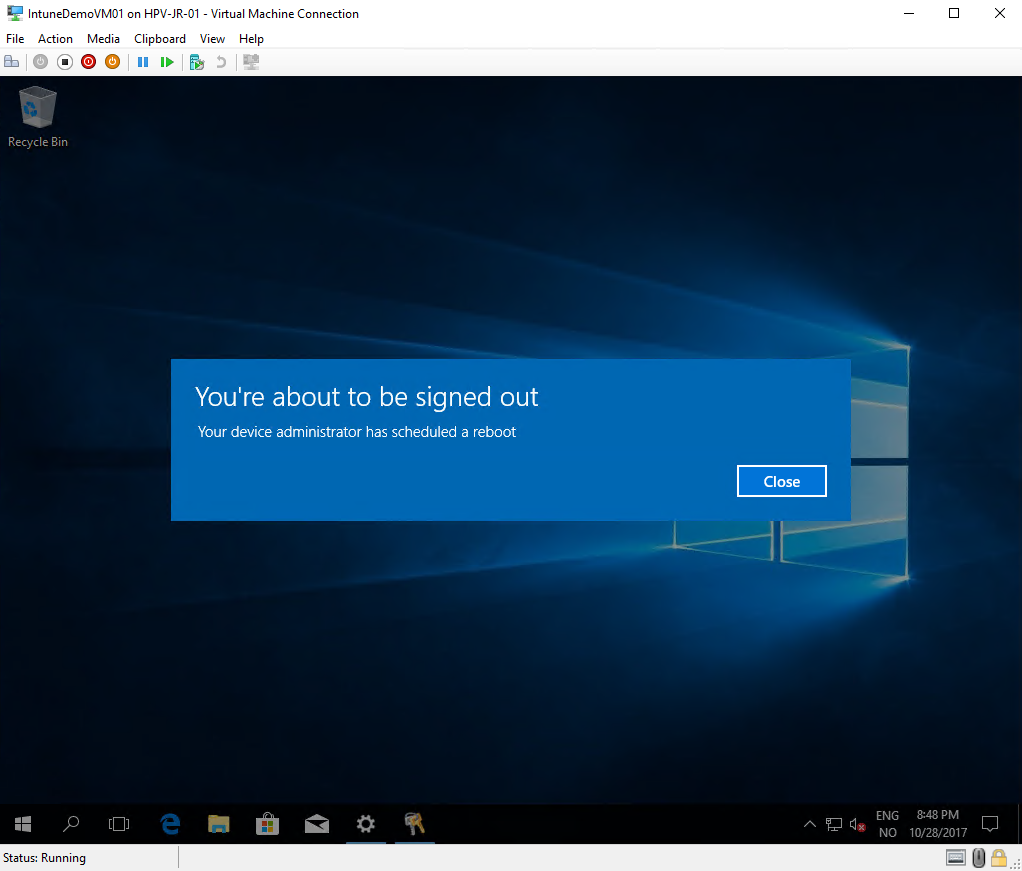 IntuneDemoVM01 on HPV-JR-01 - Virtual Machine Connection
File Action Media Clipboard View Help
Recycle Bin
You're about to be signed out
Your device administrator has scheduled a reboot
Close
ENG
NO
8:48 PM
10/28/2017
Status: Running